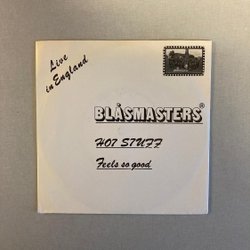 Live
in England
BLÅSMASTERS®
HOT STUFF
Feels so good